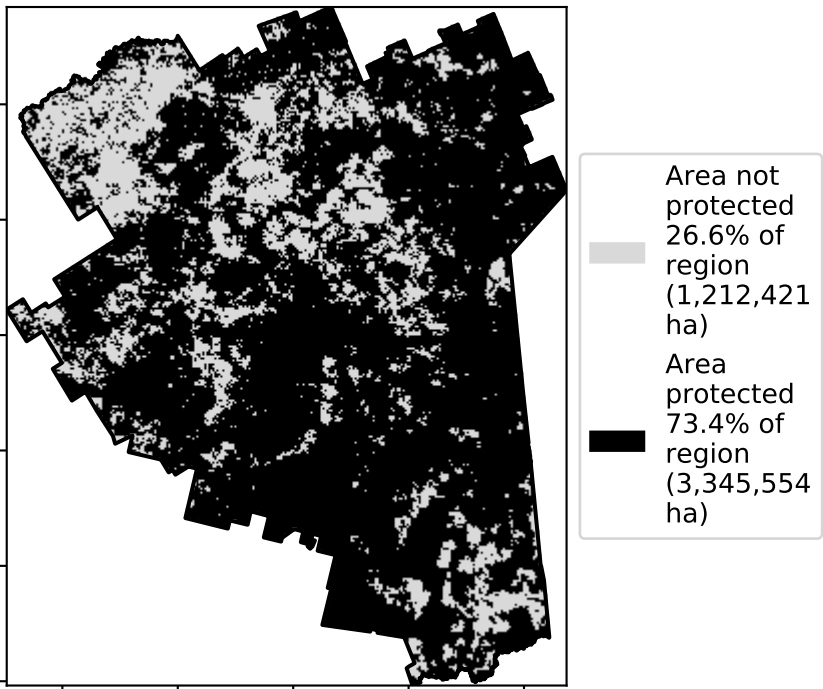 Area not
protected
26.6% of
region
(1,212,421
ha)
Area
protected
73.4% of
region
(3,345,554
ha)